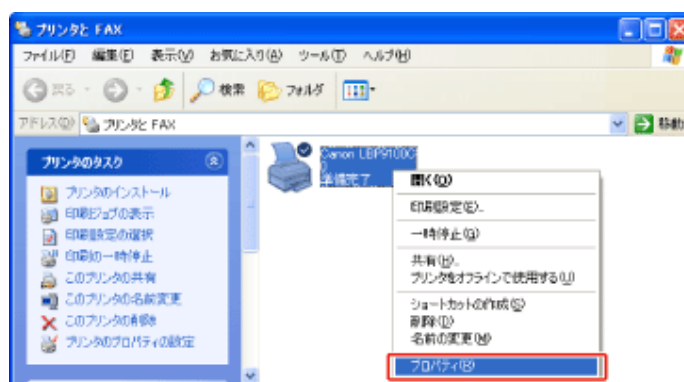 プリンタと FAX
ファイル(F) 編集(E) 表示(V) お気に入り(A) ツール(T) ヘルプ(H)
戻る 検索 フォルダ
アドレス(D) プリンタと FAX 移動
プリンタのタスク
プリンタのインストール
印刷ジョブの表示
印刷設定の選択
印刷の一時停止
このプリンタの共有
このプリンタの名前変更
このプリンタの削除
プリンタのプロパティの設定
Canon LBP9100C
0
準備完了
開く(O)
印刷設定(E)...
一時停止(G)
共有(H)...
プリンタをオフラインで使用する(U)
ショートカットの作成(S)
削除(D)
名前の変更(M)
プロパティ(R)